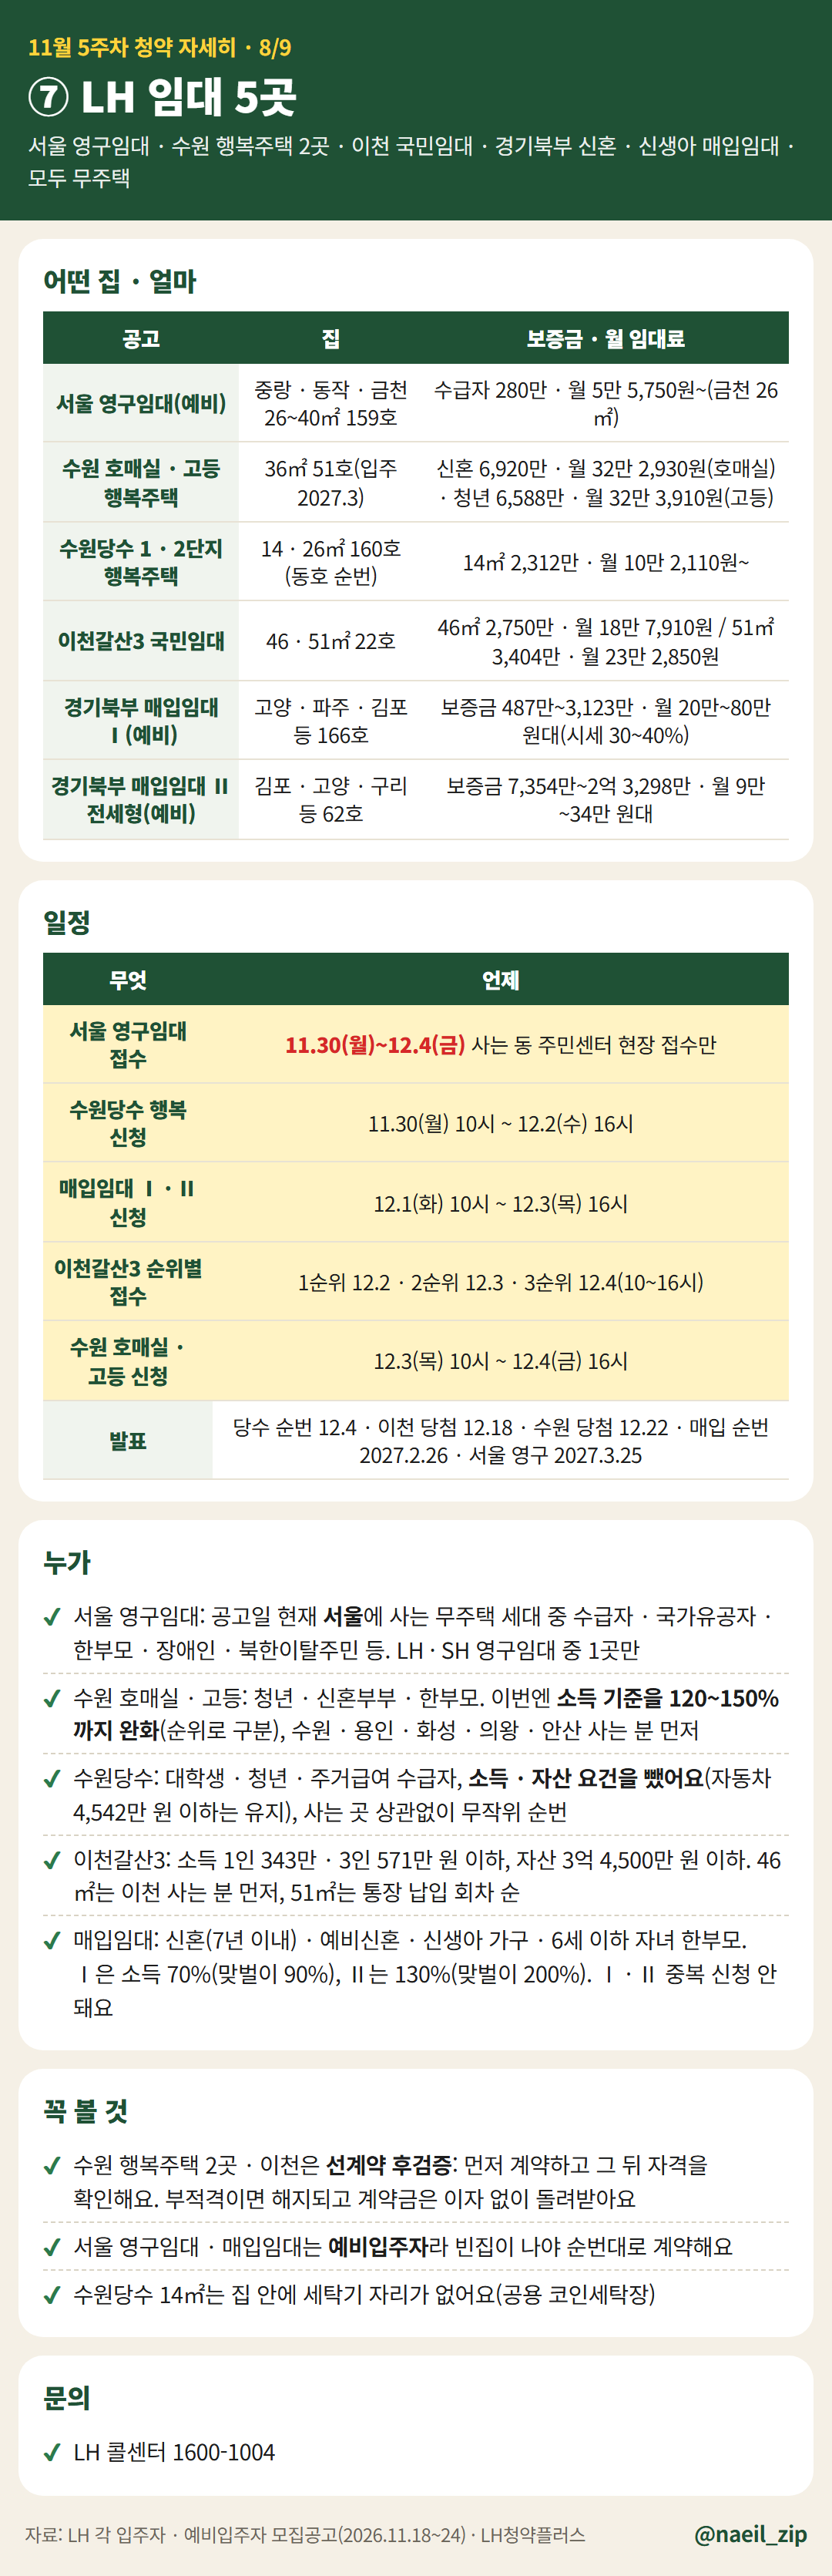 11월 5주차 청약 자세히 · 8/9
⑦ LH 임대 5곳
서울 영구임대 · 수원 행복주택 2곳 · 이천 국민임대 · 경기북부 신혼 · 신생아 매입임대 ·
모두 무주택
어떤 집 · 얼마
공고 집 보증금 · 월 임대료
서울 영구임대(예비)
중랑 · 동작 · 금천
26~40㎡ 159호
수급자 280만 · 월 5만 5,750원~(금천 26
㎡)
수원 호매실 · 고등
행복주택
36㎡ 51호(입주
2027.3)
신혼 6,920만 · 월 32만 2,930원(호매실)
· 청년 6,588만 · 월 32만 3,910원(고등)
수원당수 1 · 2단지
행복주택
14 · 26㎡ 160호
(동호 순번)
14㎡ 2,312만 · 월 10만 2,110원~
이천갈산3 국민임대
46 · 51㎡ 22호
46㎡ 2,750만 · 월 18만 7,910원 / 51㎡
3,404만 · 월 23만 2,850원
경기북부 매입임대
Ⅰ(예비)
고양 · 파주 · 김포
등 166호
보증금 487만~3,123만 · 월 20만~80만
원대(시세 30~40%)
경기북부 매입임대 Ⅱ
전세형(예비)
김포 · 고양 · 구리
등 62호
보증금 7,354만~2억 3,298만 · 월 9만
~34만 원대
일정
무엇 언제
서울 영구임대
접수
11.30(월)~12.4(금) 사는 동 주민센터 현장 접수만
수원당수 행복
신청
11.30(월) 10시 ~ 12.2(수) 16시
매입임대 Ⅰ · Ⅱ
신청
12.1(화) 10시 ~ 12.3(목) 16시
이천갈산3 순위별
접수
1순위 12.2 · 2순위 12.3 · 3순위 12.4(10~16시)
수원 호매실 ·
고등 신청
12.3(목) 10시 ~ 12.4(금) 16시
발표
당수 순번 12.4 · 이천 당첨 12.18 · 수원 당첨 12.22 · 매입 순번
2027.2.26 · 서울 영구 2027.3.25
누가
✔ 서울 영구임대: 공고일 현재 서울에 사는 무주택 세대 중 수급자 · 국가유공자 ·
한부모 · 장애인 · 북한이탈주민 등. LH · SH 영구임대 중 1곳만
✔ 수원 호매실 · 고등: 청년 · 신혼부부 · 한부모. 이번엔 소득 기준을 120~150%
까지 완화(순위로 구분), 수원 · 용인 · 화성 · 의왕 · 안산 사는 분 먼저
✔ 수원당수: 대학생 · 청년 · 주거급여 수급자, 소득 · 자산 요건을 뺐어요(자동차
4,542만 원 이하는 유지), 사는 곳 상관없이 무작위 순번
✔ 이천갈산3: 소득 1인 343만 · 3인 571만 원 이하, 자산 3억 4,500만 원 이하. 46
㎡는 이천 사는 분 먼저, 51㎡는 통장 납입 회차 순
✔ 매입임대: 신혼(7년 이내) · 예비신혼 · 신생아 가구 · 6세 이하 자녀 한부모.
Ⅰ은 소득 70%(맞벌이 90%), Ⅱ는 130%(맞벌이 200%). Ⅰ · Ⅱ 중복 신청 안
돼요
꼭 볼 것
✔ 수원 행복주택 2곳 · 이천은 선계약 후검증: 먼저 계약하고 그 뒤 자격을
확인해요. 부적격이면 해지되고 계약금은 이자 없이 돌려받아요
✔ 서울 영구임대 · 매입임대는 예비입주자라 빈집이 나야 순번대로 계약해요
✔ 수원당수 14㎡는 집 안에 세탁기 자리가 없어요(공용 코인세탁장)
문의
✔ LH 콜센터 1600-1004
자료: LH 각 입주자 · 예비입주자 모집공고(2026.11.18~24) · LH청약플러스
@naeil_zip